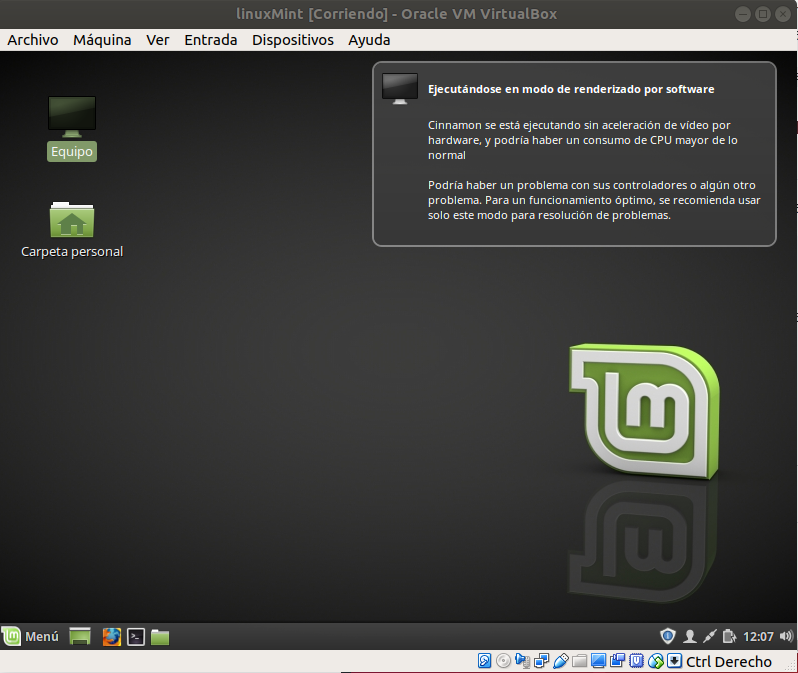 linuxMint [Corriendo] - Oracle VM VirtualBox
Archivo Máquina Ver Entrada Dispositivos Ayuda
Ejecutándose en modo de renderizado por software
Cinnamon se está ejecutando sin aceleración de vídeo por
hardware, y podría haber un consumo de CPU mayor de lo
normal
Podría haber un problema con sus controladores o algún otro
problema. Para un funcionamiento óptimo, se recomienda usar
solo este modo para resolución de problemas.
Equipo
Carpeta personal
Menú
12:07
Ctrl Derecho